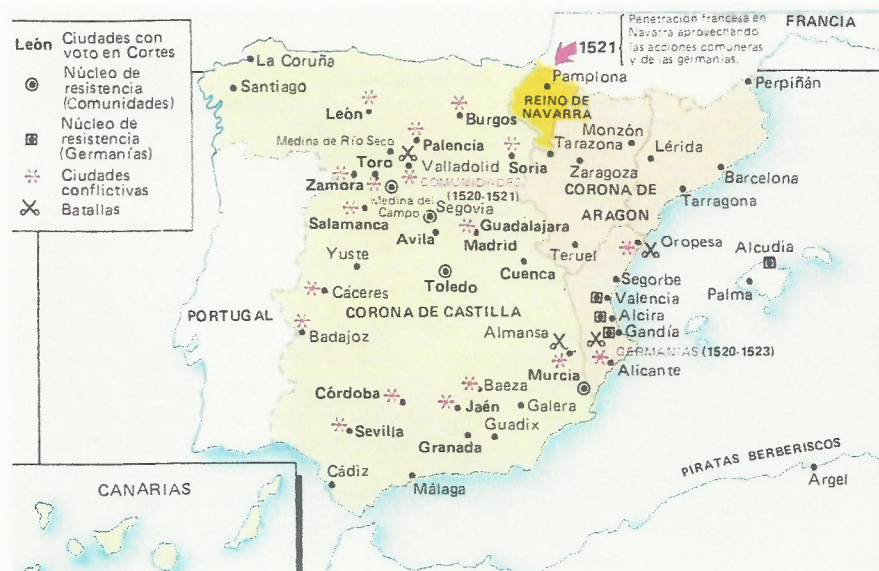 León Ciudades con
voto en Cortes
Núcleo de
resistencia
(Comunidades)
Núcleo de
resistencia
(Germanías)
Ciudades
conflictivas
Batallas
1521
Penetración francesa en
Navarra aprovechando
las acciones comuneras
y de las germanías.
FRANCIA
La Coruña
Santiago
León
Burgos
Pamplona
REINO DE
NAVARRA
Perpiñán
Medina de Río Seco
Palencia
Soria
Tarazona
Monzón
Lérida
Toro
Valladolid
Zaragoza
Barcelona
Zamora
COMUNIDADES
(1520-1521)
CORONA DE
ARAGON
Tarragona
Medina del
Campo
Segovia
Salamanca
Avila
Guadalajara
Madrid
Teruel
Oropesa
Alcudia
Yuste
Toledo
Cuenca
Segorbe
Palma
Cáceres
Valencia
PORTUGAL
CORONA DE CASTILLA
Alcira
Badajoz
Almansa
Gandía
GERMANIAS (1520-1523)
Murcia
Alicante
Córdoba
Baeza
Jaén
Galera
Sevilla
Guadix
Granada
Cádiz
Málaga
PIRATAS BERBERISCOS
Argel
CANARIAS